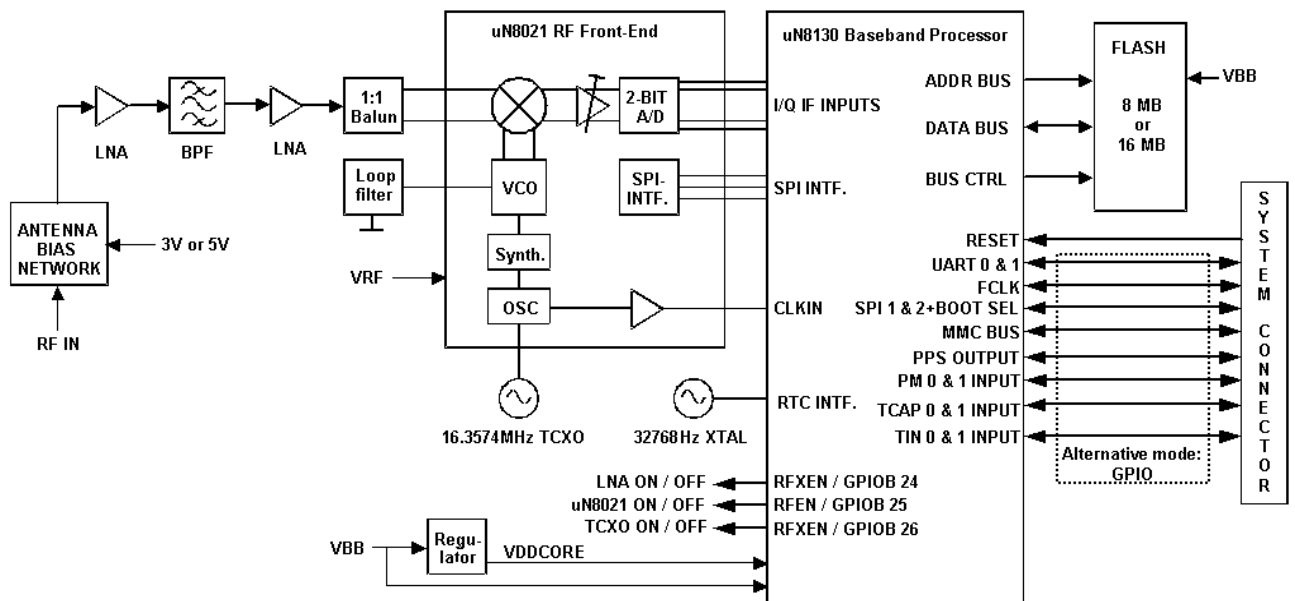 uN8021 RF Front-End
uN8130 Baseband Processor
FLASH
8 MB
or
16 MB
VBB
ADDR BUS
DATA BUS
BUS CTRL
I/Q IF INPUTS
SPI INTF.
LNA
BPF
LNA
1:1
Balun
2-BIT
A/D
Loop
filter
VCO
SPI-
INTF.
Synth.
OSC
VRF
CLKIN
ANTENNA
BIAS
NETWORK
3V or 5V
RF IN
16.3574MHz TCXO
32768Hz XTAL
RTC INTF.
RESET
UART 0 & 1
FCLK
SPI 1 & 2+BOOT SEL
MMC BUS
PPS OUTPUT
PM 0 & 1 INPUT
TCAP 0 & 1 INPUT
TIN 0 & 1 INPUT
Alternative mode:
GPIO
SYSTEM CONNECTOR
LNA ON / OFF
RFXEN / GPIOB 24
uN8021 ON / OFF
RFEN / GPIOB 25
TCXO ON / OFF
RFXEN / GPIOB 26
VBB
Regu-
lator
VDDCORE